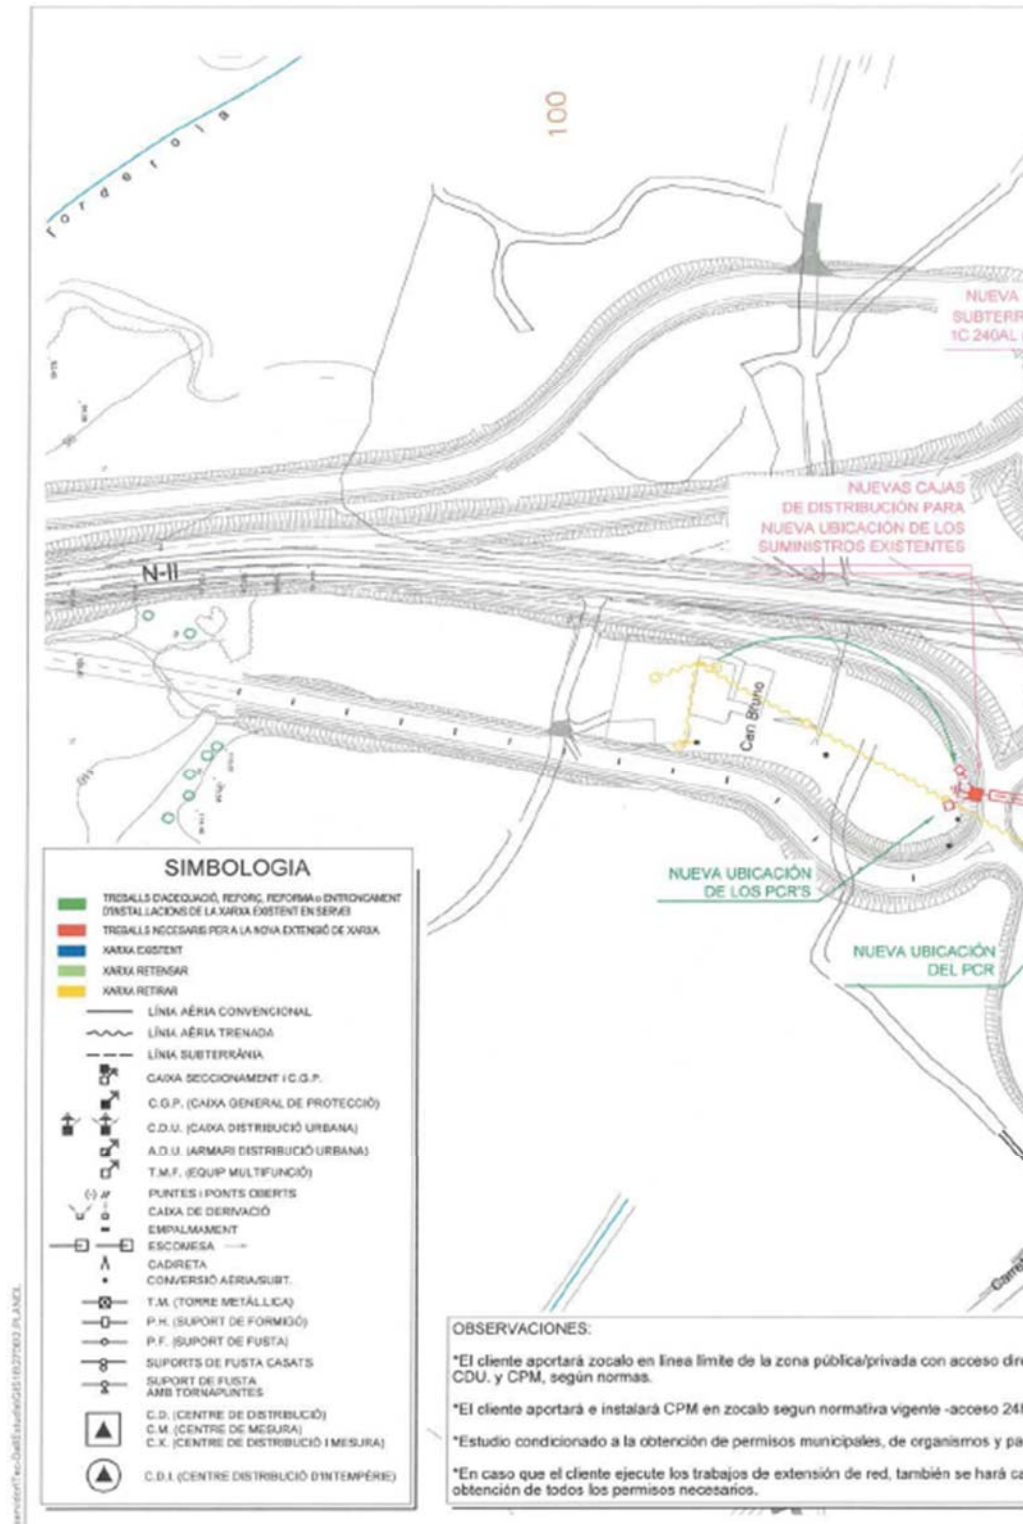 Torderola
100
NUEVA
SUBTERR
1C 240AL
NUEVAS CAJAS
DE DISTRIBUCIÓN PARA
NUEVA UBICACIÓN DE LOS
SUMINISTROS EXISTENTES
N-II
Can Bruno
NUEVA UBICACIÓN
DE LOS PCR'S
NUEVA UBICACIÓN
DEL PCR
Carret
SIMBOLOGIA
TREBALLS D'ADEQUACIÓ, REFORÇ, REFORMA o ENTRONCAMENT
D'INSTAL.LACIONS DE LA XARXA EXISTENT EN SERVEI
TREBALLS NECESARIS PER A LA NOVA EXTENSIÓ DE XARXA
XARXA EXISTENT
XARXA RETENSAR
XARXA RETIRAR
LÍNIA AÈRIA CONVENCIONAL
LÍNIA AÈRIA TRENADA
LÍNIA SUBTERRÀNIA
CAIXA SECCIONAMENT i C.G.P.
C.G.P. (CAIXA GENERAL DE PROTECCIÓ)
C.D.U. (CAIXA DISTRIBUCIÓ URBANA)
A.D.U. (ARMARI DISTRIBUCIÓ URBANA)
T.M.F. (EQUIP MULTIFUNCIÓ)
PUNTES i PONTS OBERTS
CAIXA DE DERIVACIÓ
EMPALMAMENT
ESCOMESA
CADIRETA
CONVERSIÓ AÈRIA/SUBT.
T.M. (TORRE METÀL.LICA)
P.H. (SUPORT DE FORMIGÓ)
P.F. (SUPORT DE FUSTA)
SUPORTS DE FUSTA CASATS
SUPORT DE FUSTA
AMB TORNAPUNTES
C.D. (CENTRE DE DISTRIBUCIÓ)
C.M. (CENTRE DE MESURA)
C.X. (CENTRE DE DISTRIBUCIÓ I MESURA)
C.D.I. (CENTRE DISTRIBUCIÓ D'INTEMPÈRIE)
OBSERVACIONES:
*El cliente aportará zocalo en linea límite de la zona pública/privada con acceso dire
CDU. y CPM, según normas.
*El cliente aportará e instalará CPM en zocalo segun normativa vigente -acceso 24h
*Estudio condicionado a la obtención de permisos municipales, de organismos y pa
*En caso que el cliente ejecute los trabajos de extensión de red, también se hará ca
obtención de todos los permisos necesarios.